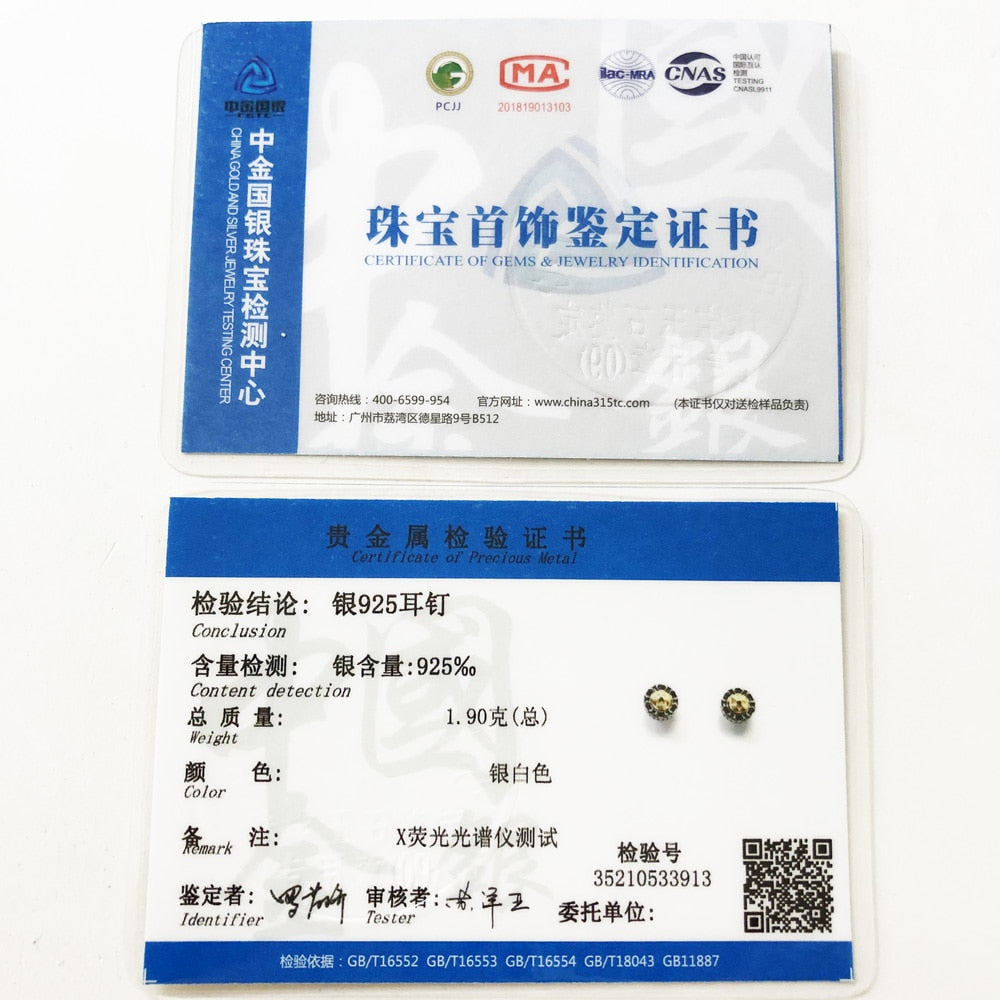 中金国银
CGTC
中金国银珠宝检测中心
CHINA GOLD AND SILVER JEWELRY TESTING CENTER
PCJJ
MA
201819013103
ilac-MRA
CNAS
中国认可
国际互认
检测
TESTING
CNASL9911
珠宝首饰鉴定证书
CERTIFICATE OF GEMS & JEWELRY IDENTIFICATION
咨询热线：400-6599-954 官方网址：www.china315tc.com (本证书仅对送检样品负责)
地址：广州市荔湾区德星路9号B512
贵金属检验证书
Certificate of Precious Metal
检验结论: 银925耳钉
Conclusion
含量检测: 银含量:925‰
Content detection
总质量: 1.90克(总)
Weight
颜色: 银白色
Color
备注: X荧光光谱仪测试
Remark
检验号
35210533913
鉴定者: 审核者:
Identifier Tester
委托单位:
检验依据：GB/T16552 GB/T16553 GB/T16554 GB/T18043 GB11887